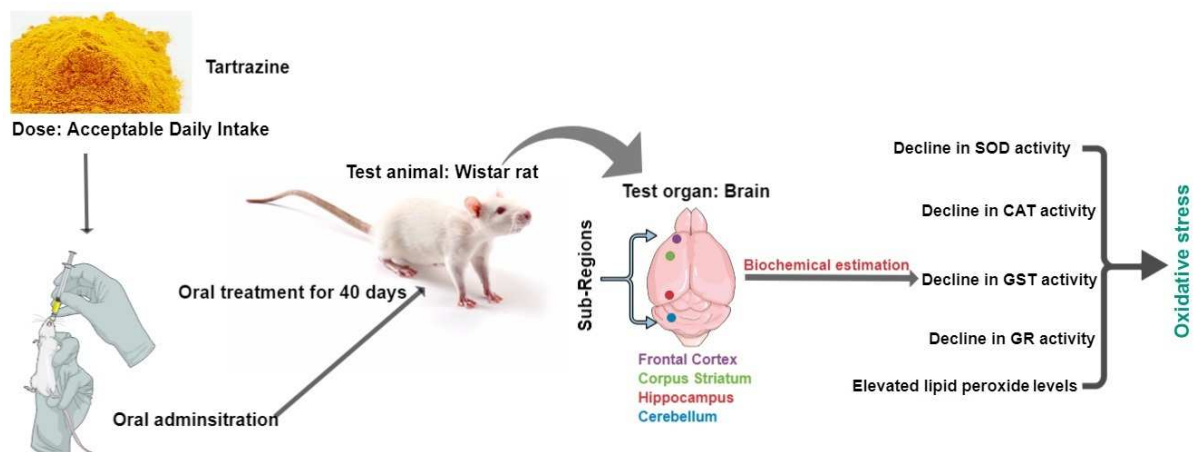 Tartrazine
Dose: Acceptable Daily Intake
Test animal: Wistar rat
Oral treatment for 40 days
Oral adminsitration
Test organ: Brain
Sub-Regions
Frontal Cortex
Corpus Striatum
Hippocampus
Cerebellum
Biochemical estimation
Decline in SOD activity
Decline in CAT activity
Decline in GST activity
Decline in GR activity
Elevated lipid peroxide levels
Oxidative stress